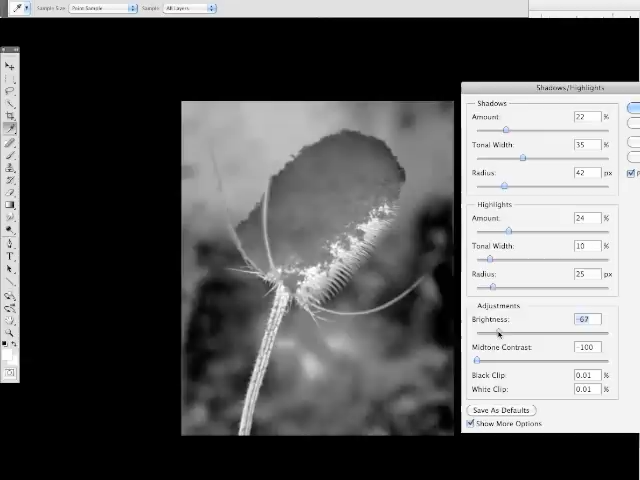 Sample Size: Point Sample Sample: All Layers
Shadows/Highlights
Shadows
Amount: 22 %
Tonal Width: 35 %
Radius: 42 px
Highlights
Amount: 24 %
Tonal Width: 10 %
Radius: 25 px
Adjustments
Brightness: -67
Midtone Contrast: -100
Black Clip: 0.01 %
White Clip: 0.01 %
Save As Defaults
Show More Options